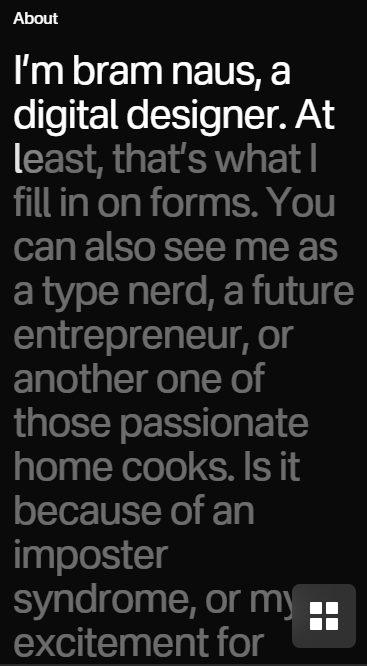 About
I’m bram naus, a
digital designer. At
least, that’s what I
fill in on forms. You
can also see me as
a type nerd, a future
entrepreneur, or
another one of
those passionate
home cooks. Is it
because of an
imposter
syndrome, or my
excitement for